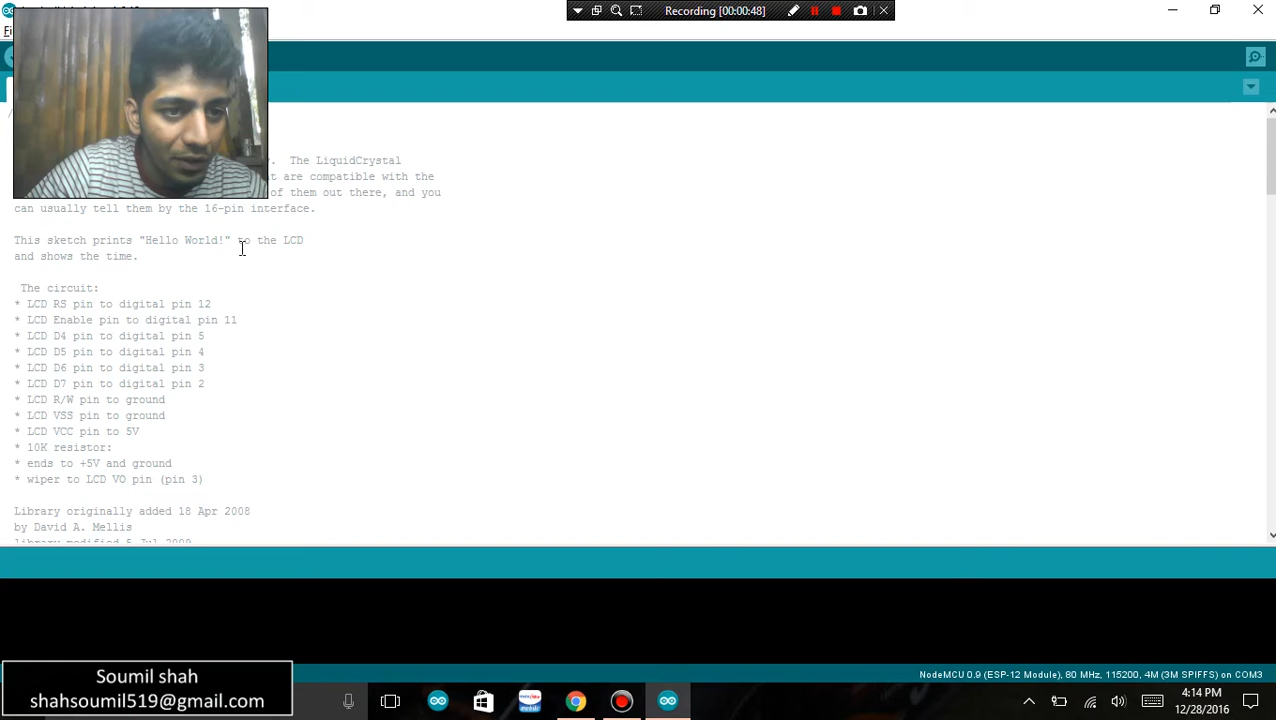 Recording [00:00:48]
. The LiquidCrystal
at are compatible with the
of them out there, and you
can usually tell them by the 16-pin interface.
This sketch prints "Hello World!" to the LCD
and shows the time.
The circuit:
* LCD RS pin to digital pin 12
* LCD Enable pin to digital pin 11
* LCD D4 pin to digital pin 5
* LCD D5 pin to digital pin 4
* LCD D6 pin to digital pin 3
* LCD D7 pin to digital pin 2
* LCD R/W pin to ground
* LCD VSS pin to ground
* LCD VCC pin to 5V
* 10K resistor:
* ends to +5V and ground
* wiper to LCD VO pin (pin 3)
Library originally added 18 Apr 2008
by David A. Mellis
library modified 5 Jul 2009
NodeMCU 0.9 (ESP-12 Module), 80 MHz, 115200, 4M (3M SPIFFS) on COM3
Soumil shah
shahsoumil519@gmail.com
4:14 PM
12/28/2016